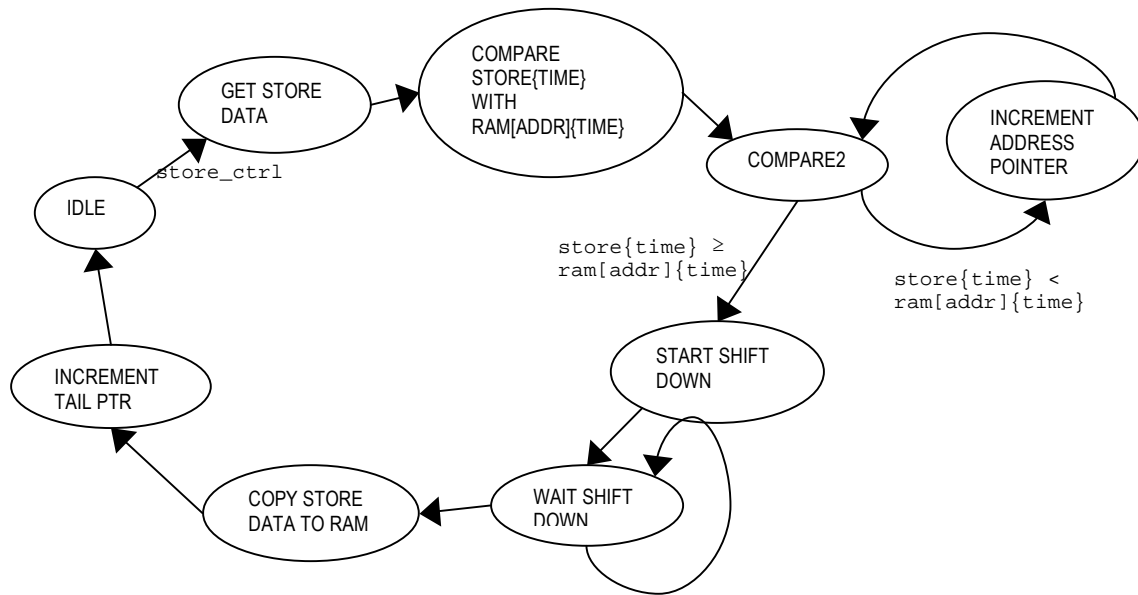 COMPARE
STORE{TIME}
WITH
RAM[ADDR]{TIME}
GET STORE
DATA
INCREMENT
ADDRESS
POINTER
COMPARE2
store_ctrl
IDLE
store{time} ≥
ram[addr]{time}
store{time} <
ram[addr]{time}
START SHIFT
DOWN
INCREMENT
TAIL PTR
WAIT SHIFT
DOWN
COPY STORE
DATA TO RAM